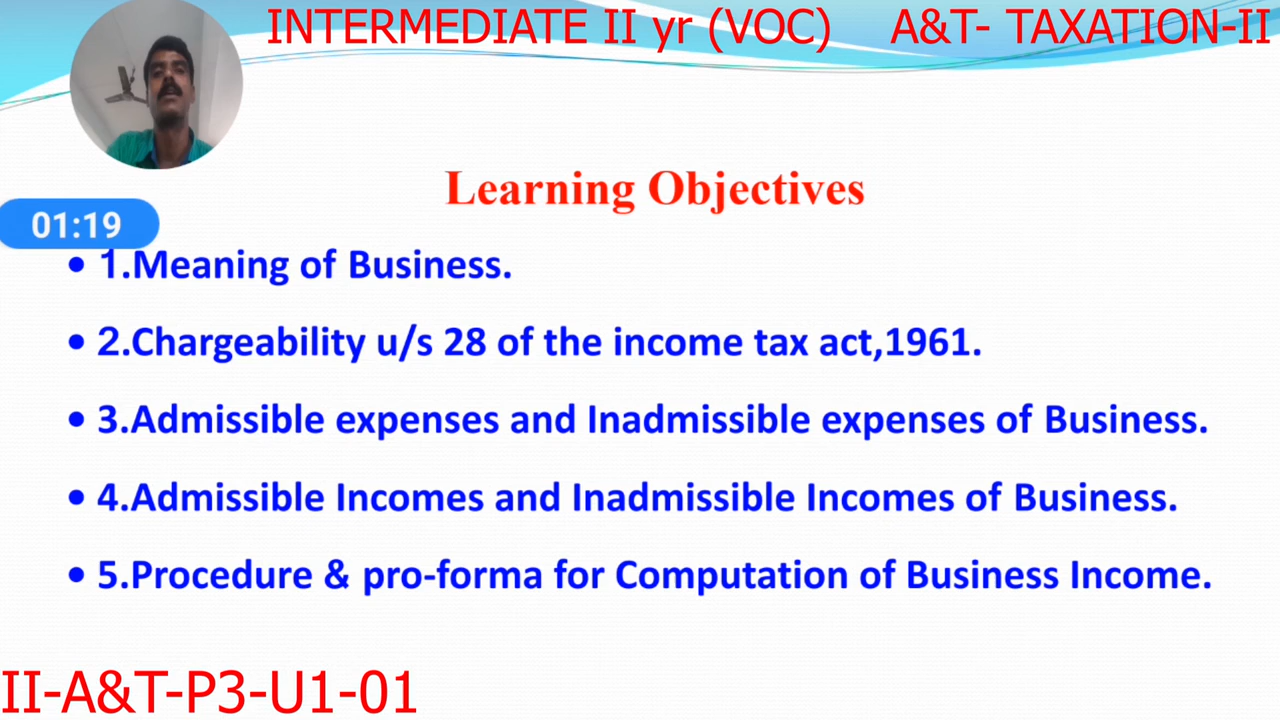 INTERMEDIATE II yr (VOC) A&T- TAXATION-II
Learning Objectives
01:19
• 1.Meaning of Business.
• 2.Chargeability u/s 28 of the income tax act,1961.
• 3.Admissible expenses and Inadmissible expenses of Business.
• 4.Admissible Incomes and Inadmissible Incomes of Business.
• 5.Procedure & pro-forma for Computation of Business Income.
II-A&T-P3-U1-01